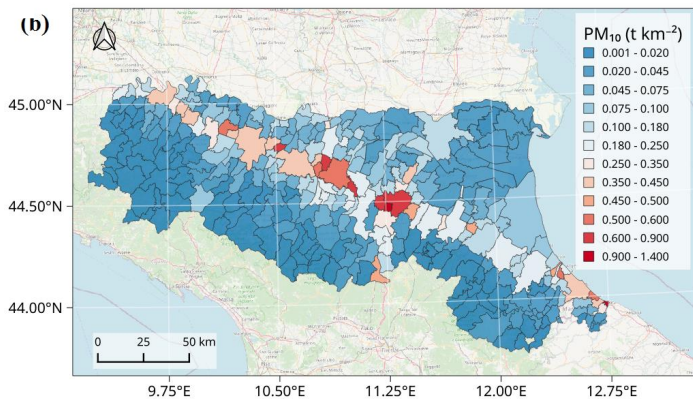 (b)
PM₁₀ (t km⁻²)
0.001 - 0.020
0.020 - 0.045
0.045 - 0.075
0.075 - 0.100
0.100 - 0.180
0.180 - 0.250
0.250 - 0.350
0.350 - 0.450
0.450 - 0.500
0.500 - 0.600
0.600 - 0.900
0.900 - 1.400
45.00°N
44.50°N
44.00°N
0 25 50 km
9.75°E 10.50°E 11.25°E 12.00°E 12.75°E